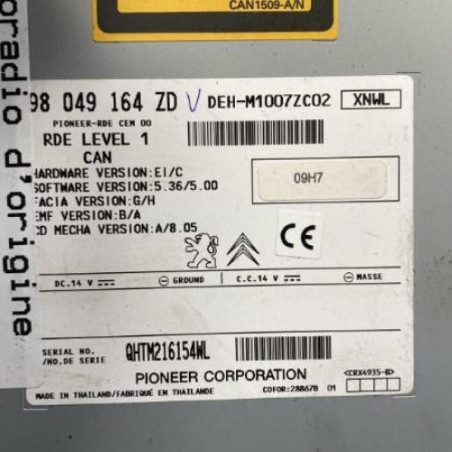 CAN1509-A/N
oradio d'origine
98 049 164 ZD V DEH-M1007ZC02 XNWL
PIONEER-RDE CEM 00
RDE LEVEL 1
CAN
HARDWARE VERSION:EI/C
SOFTWARE VERSION:5.36/5.00
FACIA VERSION:G/H
EMF VERSION:B/A
CD MECHA VERSION:A/8.05
09H7
CE
DC.14 V GROUND C.C.14 V MASSE
SERIAL NO.
/NO.DE SERIE
QHTM216154WL
PIONEER CORPORATION
<CRX4935-B>
MADE IN THAILAND/FABRIQUÉ EN THAILANDE
COFOR:28867B 01